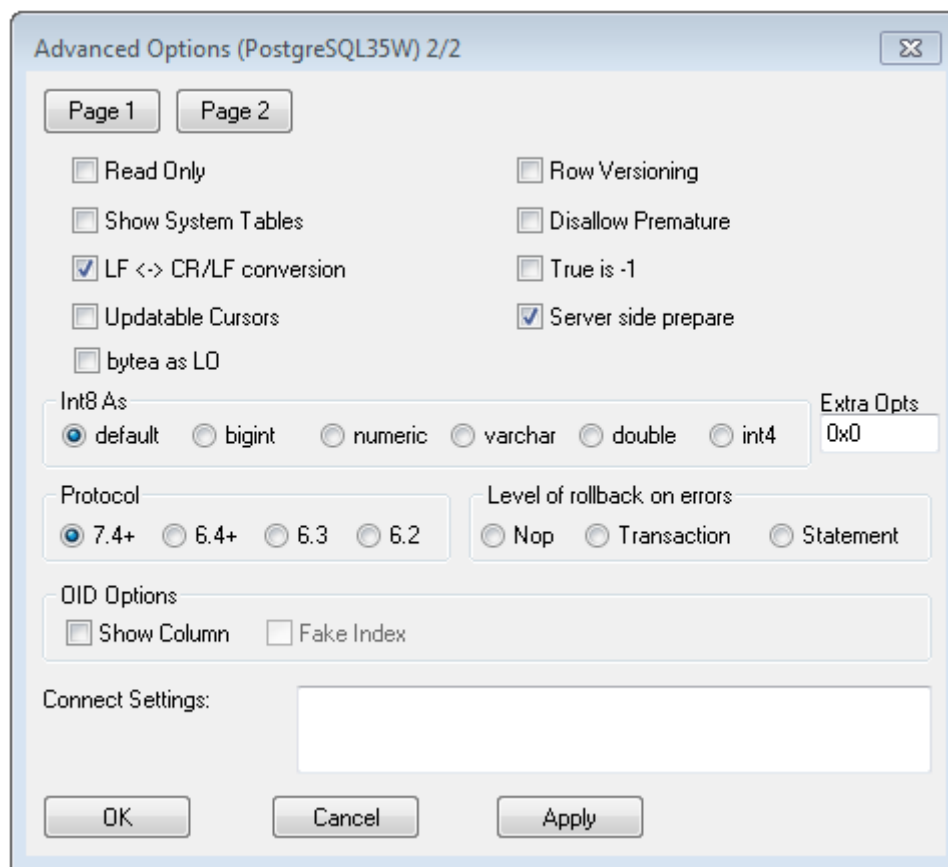 Advanced Options (PostgreSQL35W) 2/2
Page 1 Page 2
Read Only Row Versioning
Show System Tables Disallow Premature
LF <-> CR/LF conversion True is -1
Updatable Cursors Server side prepare
bytea as LO
Int8 As Extra Opts
default bigint numeric varchar double int4 0x0
Protocol Level of rollback on errors
7.4+ 6.4+ 6.3 6.2 Nop Transaction Statement
OID Options
Show Column Fake Index
Connect Settings:
OK Cancel Apply